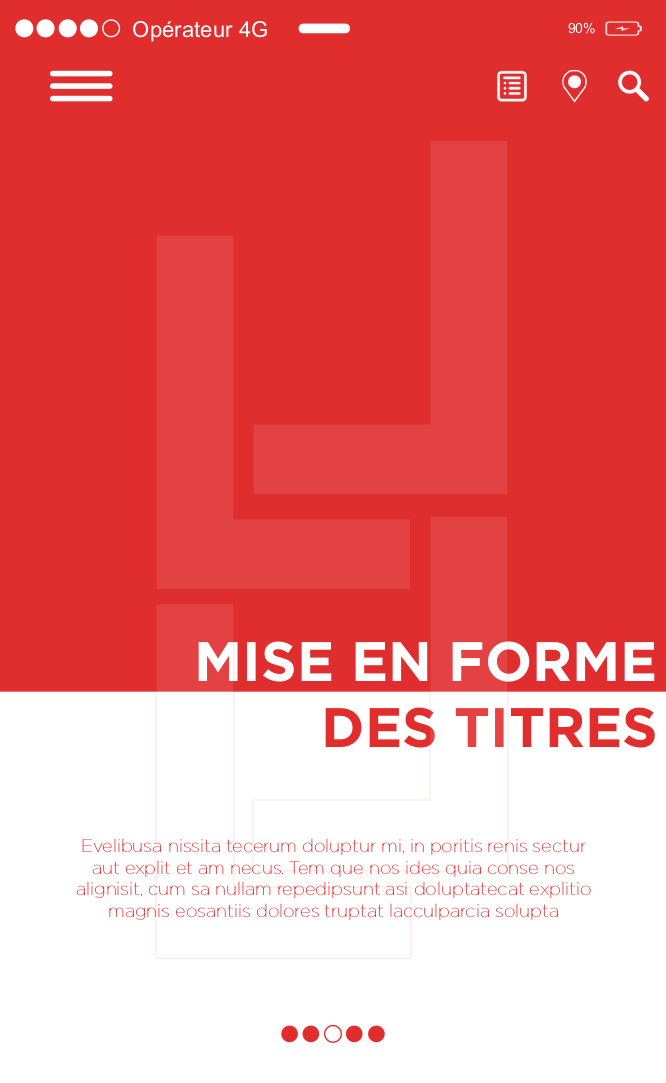 Opérateur 4G
90%
MISE EN FORME
DES TITRES
Evelibusa nissita tecerum doluptur mi, in poritis renis sectur
aut explit et am necus. Tem que nos ides quia conse nos
alignisit, cum sa nullam repedipsunt asi doluptatecat explitio
magnis eosantiis dolores truptat lacculparcia solupta